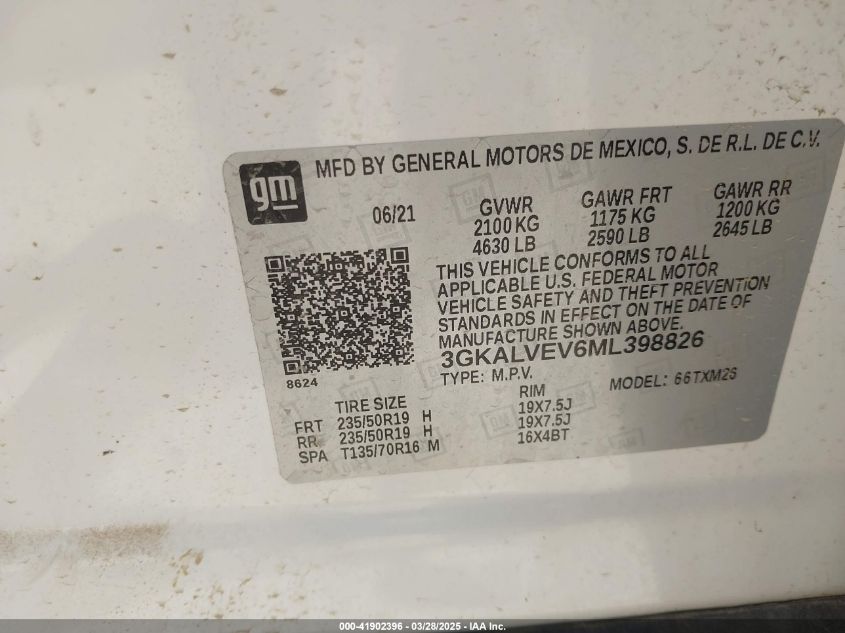 gm
MFD BY GENERAL MOTORS DE MEXICO, S. DE R.L. DE C.V.
06/21
GVWR GAWR FRT GAWR RR
2100 KG 1175 KG 1200 KG
4630 LB 2590 LB 2645 LB
THIS VEHICLE CONFORMS TO ALL
APPLICABLE U.S. FEDERAL MOTOR
VEHICLE SAFETY AND THEFT PREVENTION
STANDARDS IN EFFECT ON THE DATE OF
MANUFACTURE SHOWN ABOVE.
3GKALVEV6ML398826
8624
TYPE: M.P.V. MODEL: 66TXM26
TIRE SIZE RIM
FRT 235/50R19 H 19X7.5J
RR 235/50R19 H 19X7.5J
SPA T135/70R16 M 16X4BT
000-41902396 - 03/28/2025 - IAA Inc.